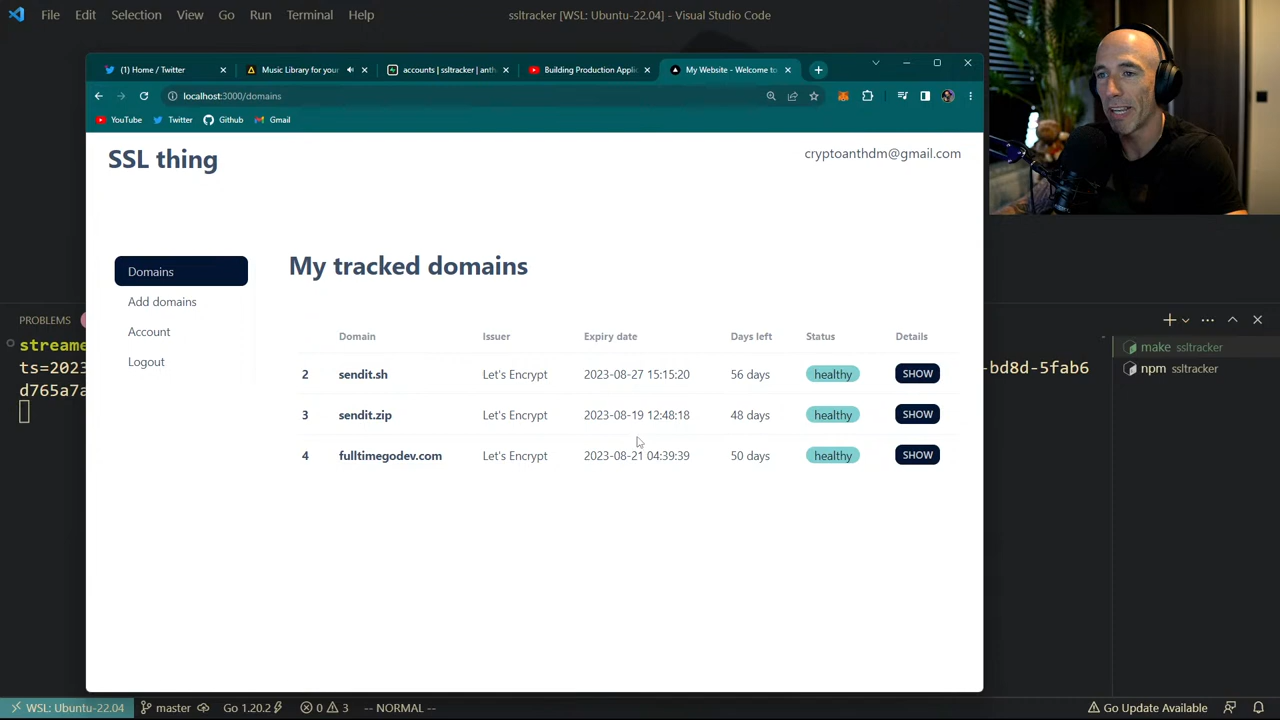 File Edit Selection View Go Run Terminal Help
ssltracker [WSL: Ubuntu-22.04] - Visual Studio Code
(1) Home / Twitter
Music Library for your
accounts | ssltracker | anth
Building Production Applic
My Website - Welcome to
localhost:3000/domains
YouTube Twitter Github Gmail
SSL thing
cryptoanthdm@gmail.com
Domains
Add domains
Account
Logout
My tracked domains
Domain Issuer Expiry date Days left Status Details
2 sendit.sh Let's Encrypt 2023-08-27 15:15:20 56 days healthy SHOW
3 sendit.zip Let's Encrypt 2023-08-19 12:48:18 48 days healthy SHOW
4 fulltimegodev.com Let's Encrypt 2023-08-21 04:39:39 50 days healthy SHOW
PROBLEMS
streame
ts=2023
d765a7a
-bd8d-5fab6
make ssltracker
npm ssltracker
WSL: Ubuntu-22.04 master Go 1.20.2 0 3 -- NORMAL -- Go Update Available